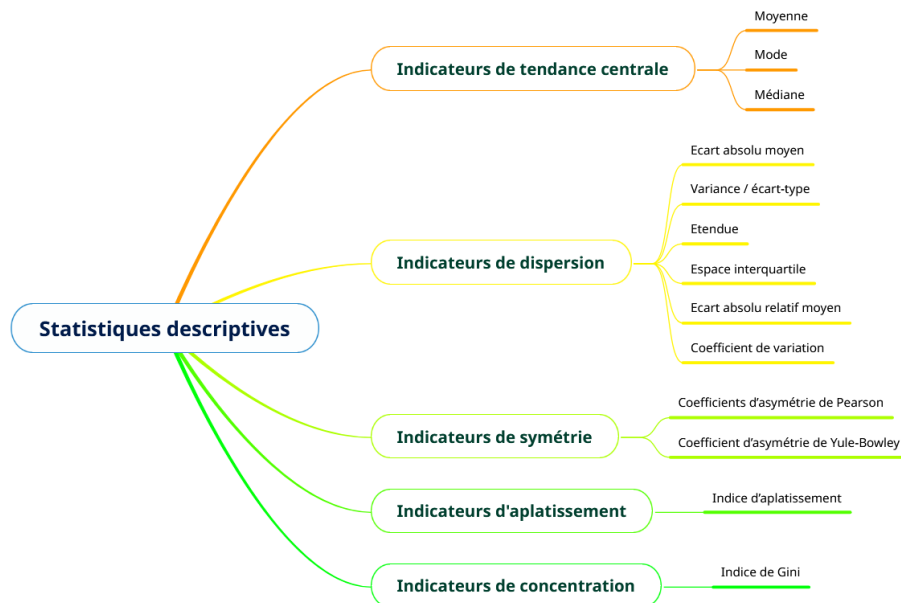 Statistiques descriptives
Indicateurs de tendance centrale
Moyenne
Mode
Médiane
Indicateurs de dispersion
Ecart absolu moyen
Variance / écart-type
Etendue
Espace interquartile
Ecart absolu relatif moyen
Coefficient de variation
Indicateurs de symétrie
Coefficients d’asymétrie de Pearson
Coefficient d’asymétrie de Yule-Bowley
Indicateurs d'aplatissement
Indice d’aplatissement
Indicateurs de concentration
Indice de Gini